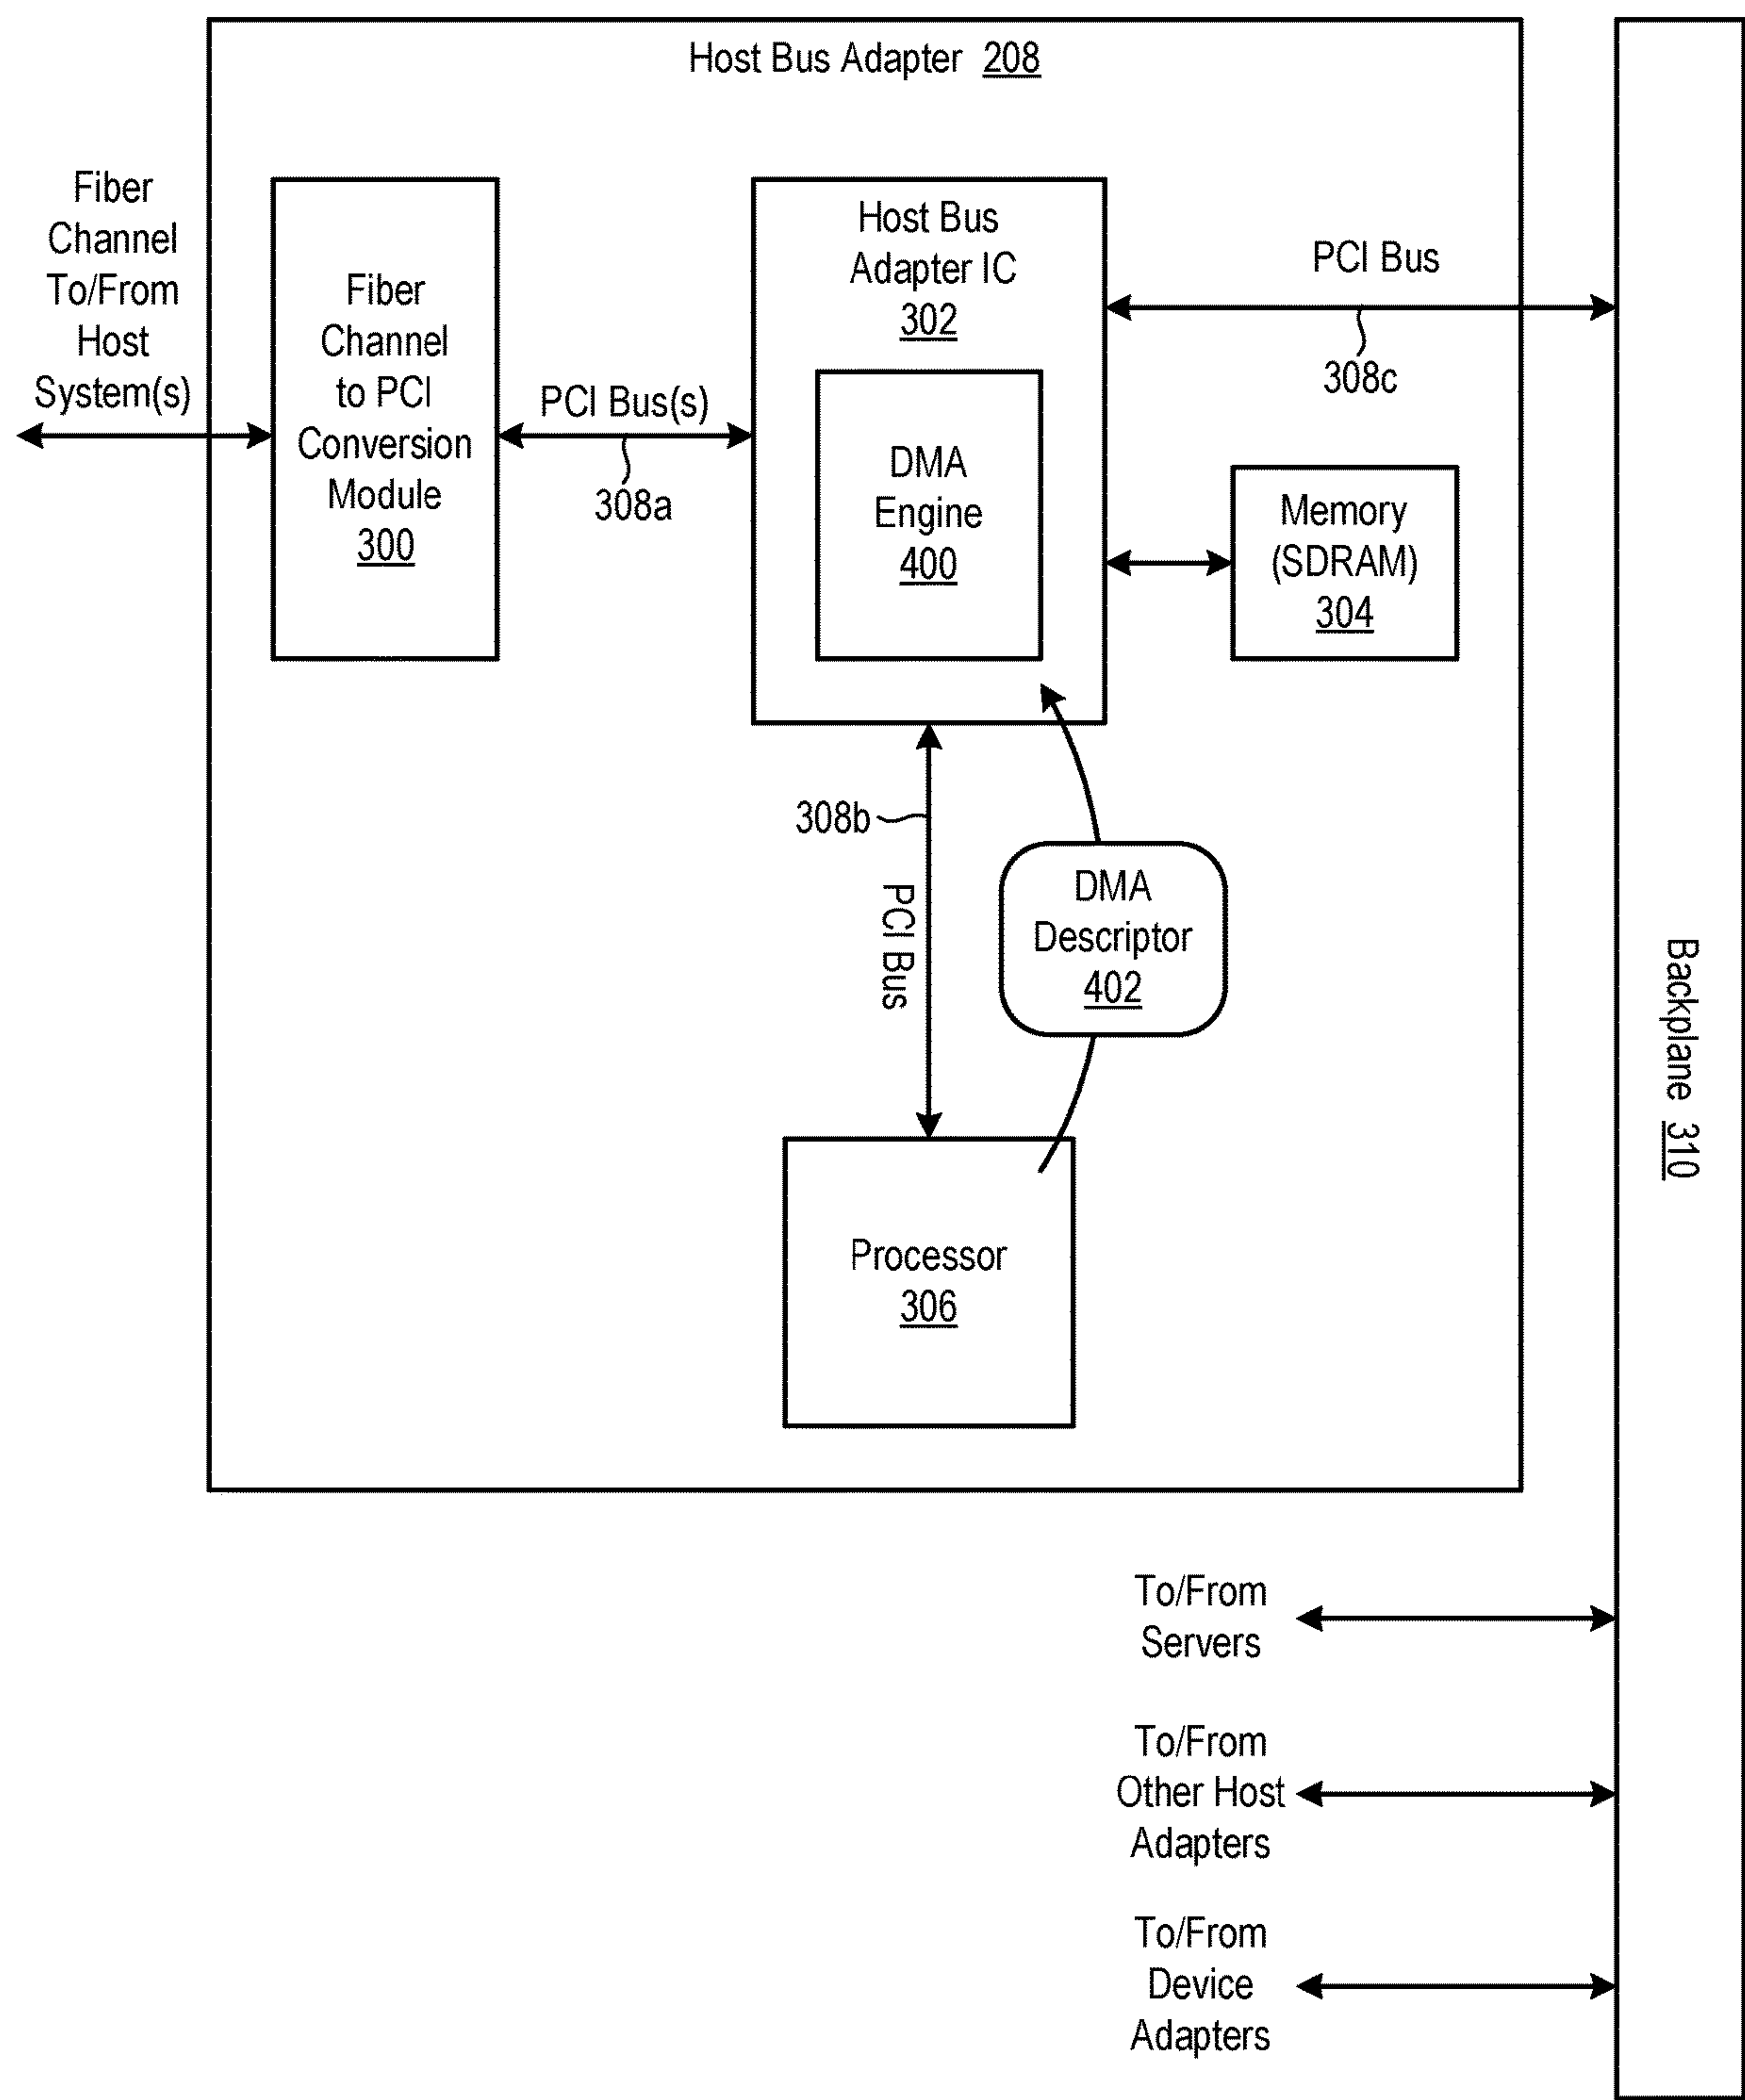 Host Bus Adapter 208
Fiber
Channel
To/From
Host
System(s)
Fiber
Channel
to PCI
Conversion
Module
300
PCI Bus(s)
308a
Host Bus
Adapter IC
302
DMA
Engine
400
PCI Bus
308c
Memory
(SDRAM)
304
308b
PCI Bus
DMA
Descriptor
402
Processor
306
Backplane 310
To/From
Servers
To/From
Other Host
Adapters
To/From
Device
Adapters